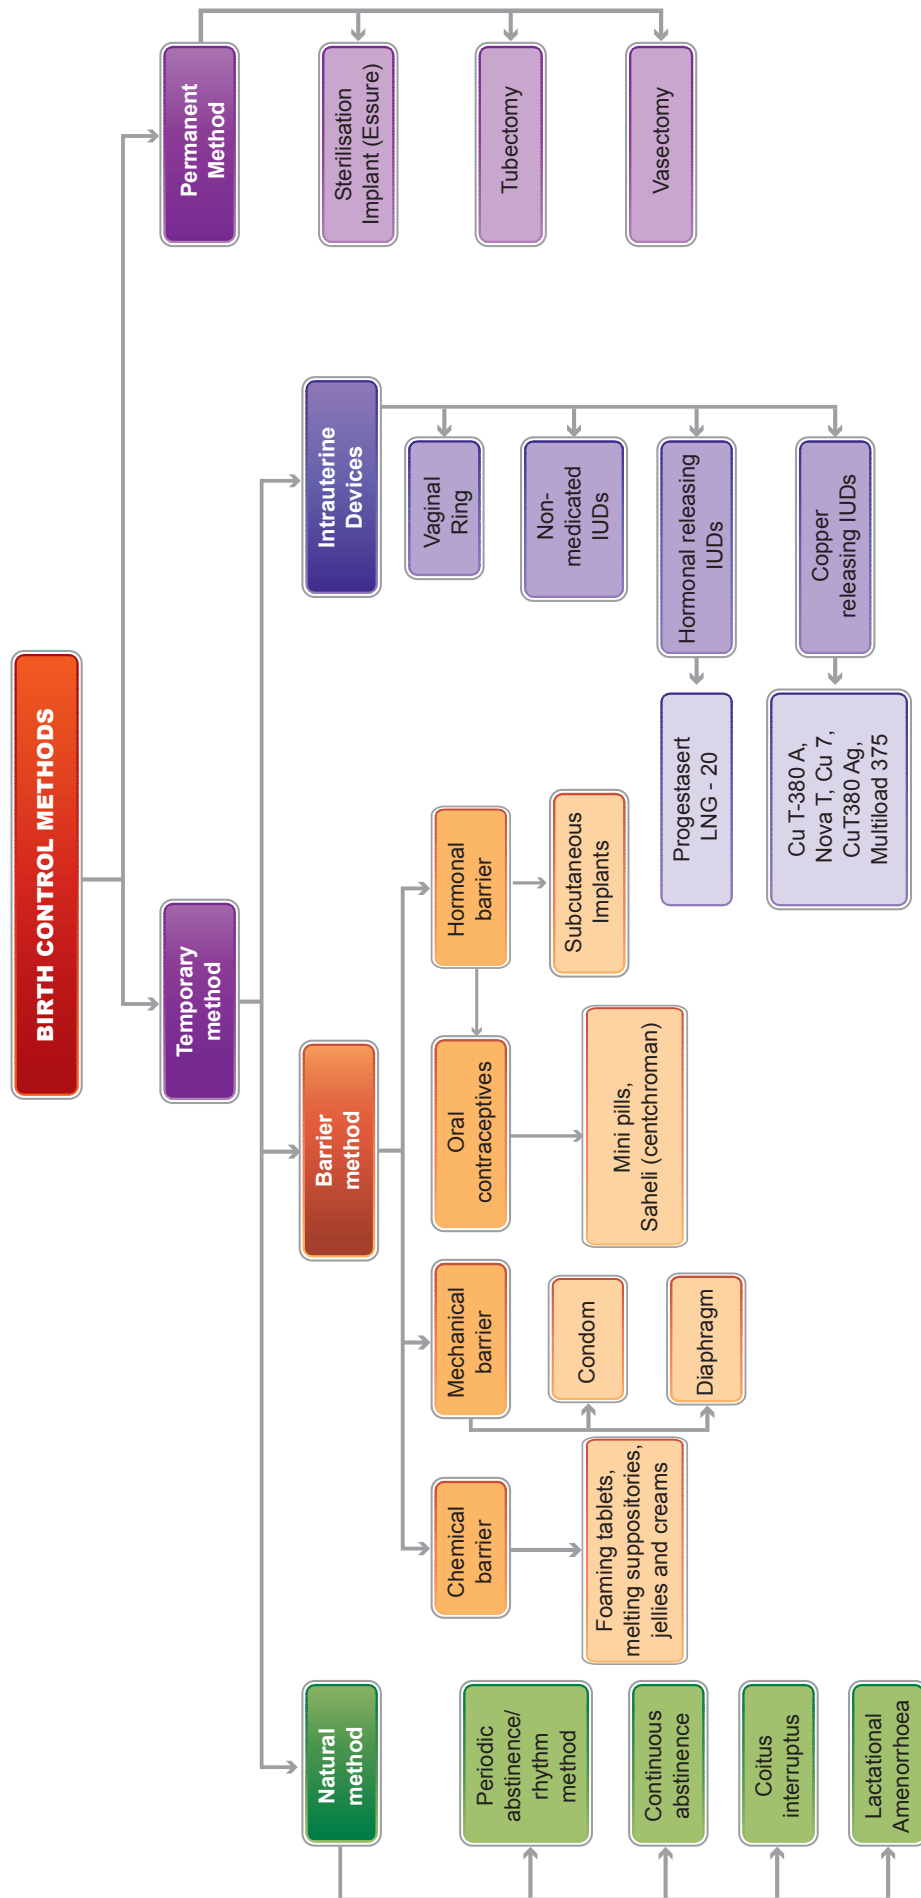 BIRTH CONTROL METHODS
Temporary
method
Permanent
Method
Natural
method
Barrier
method
Intrauterine
Devices
Periodic
abstinence/
rhythm
method
Continuous
abstinence
Coitus
interruptus
Lactational
Amenorrhoea
Chemical
barrier
Foaming tablets,
melting suppositories,
jellies and creams
Mechanical
barrier
Condom
Diaphragm
Oral
contraceptives
Mini pills,
Saheli (centchroman)
Hormonal
barrier
Subcutaneous
Implants
Vaginal
Ring
Non-
medicated
IUDs
Hormonal releasing
IUDs
Progestasert
LNG - 20
Copper
releasing IUDs
Cu T-380 A,
Nova T, Cu 7,
CuT380 Ag,
Multiload 375
Sterilisation
Implant (Essure)
Tubectomy
Vasectomy